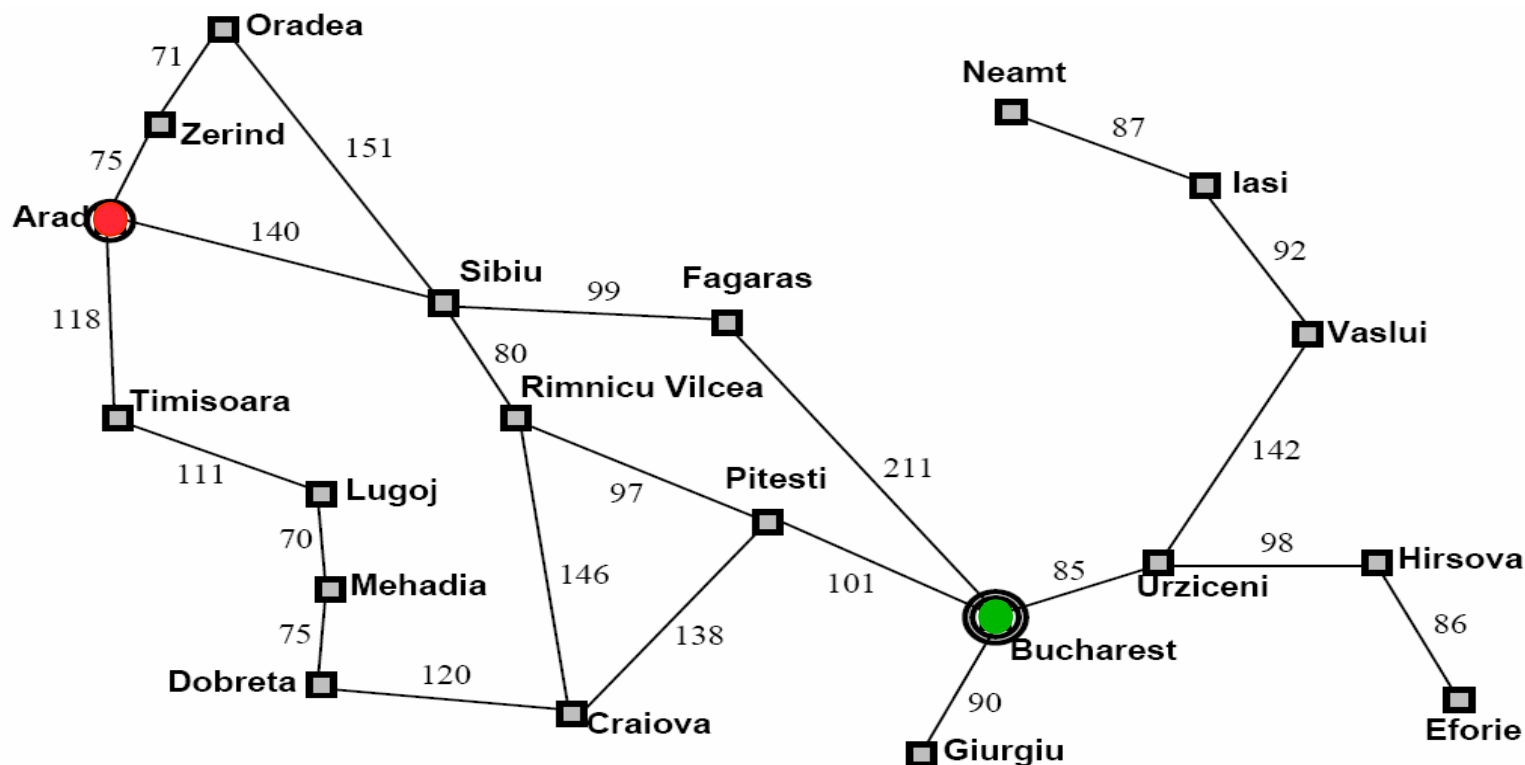 Oradea
71
Neamt
87
Zerind
151
75
Iasi
Arad
140
92
Sibiu
Fagaras
99
118
Vaslui
80
Rimnicu Vilcea
Timisoara
142
211
111
Pitesti
Lugoj
97
70
98
Hirsova
146
85
Mehadia
101
Urziceni
75
138
86
Bucharest
120
Dobreta
90
Craiova
Eforie
Giurgiu